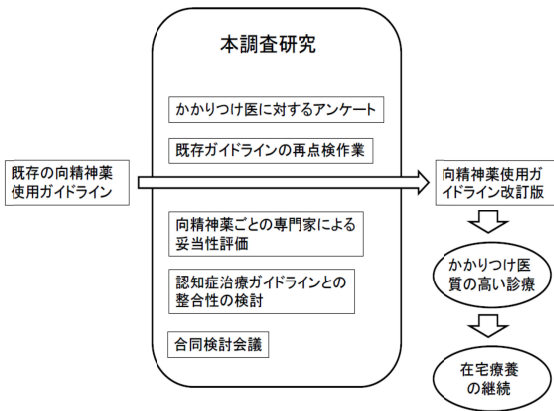 本調査研究
かかりつけ医に対するアンケート
既存ガイドラインの再点検作業
既存の向精神薬
使用ガイドライン
向精神薬使用ガ
イドライン改訂版
向精神薬ごとの専門家による
妥当性評価
認知症治療ガイドラインとの
整合性の検討
合同検討会議
かかりつけ医
質の高い診療
在宅療養
の継続